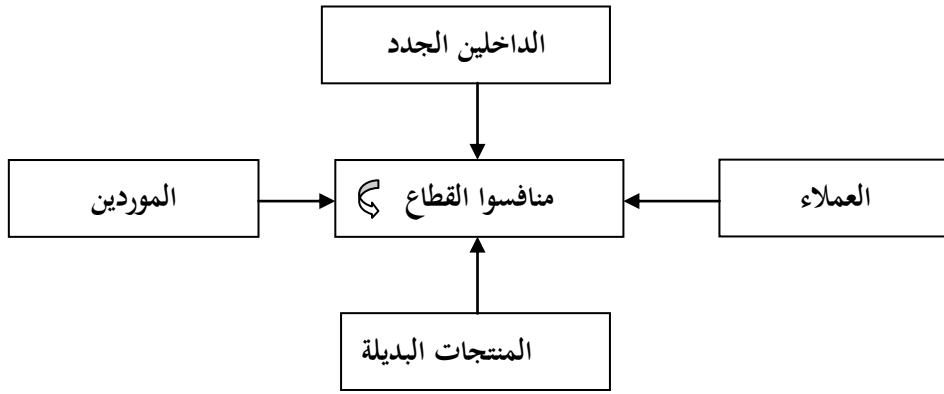 الداخلين الجدد
العملاء
منافسوا القطاع
الموردين
المنتجات البديلة